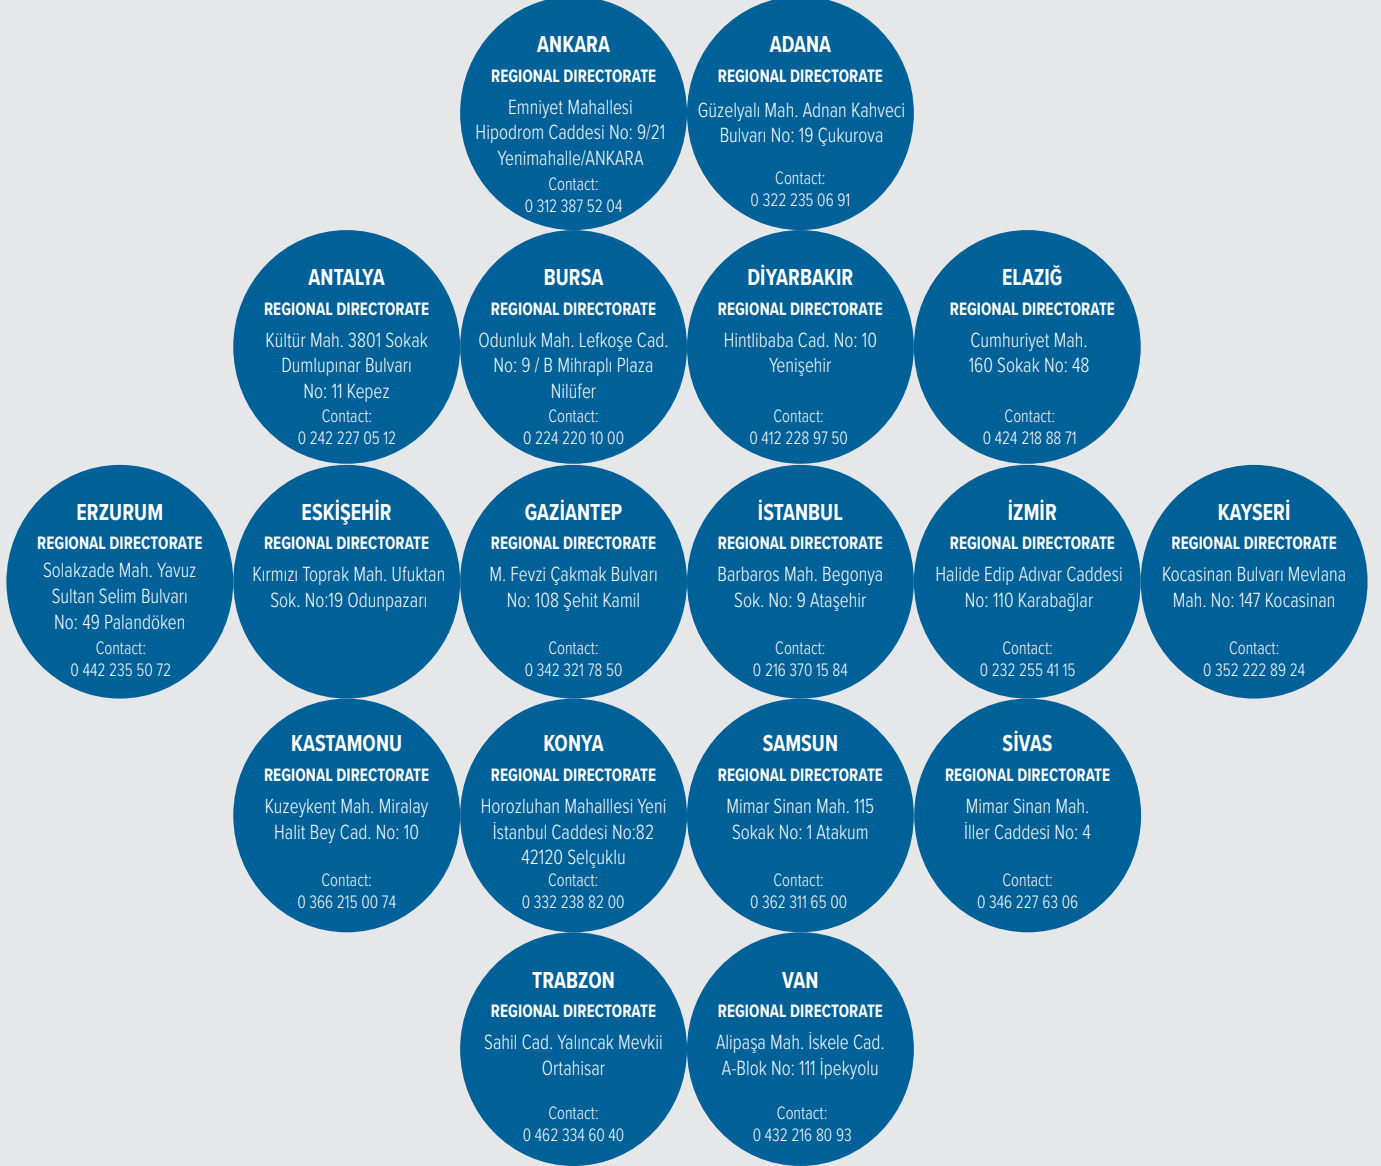 ANKARA
REGIONAL DIRECTORATE
Emniyet Mahallesi
Hipodrom Caddesi No: 9/21
Yenimahalle/ANKARA
Contact:
0 312 387 52 04
ADANA
REGIONAL DIRECTORATE
Güzelyalı Mah. Adnan Kahveci
Bulvarı No: 19 Çukurova
Contact:
0 322 235 06 91
ANTALYA
REGIONAL DIRECTORATE
Kültür Mah. 3801 Sokak
Dumlupınar Bulvarı
No: 11 Kepez
Contact:
0 242 227 05 12
BURSA
REGIONAL DIRECTORATE
Odunluk Mah. Lefkoşe Cad.
No: 9 / B Mihraplı Plaza
Nilüfer
Contact:
0 224 220 10 00
DİYARBAKIR
REGIONAL DIRECTORATE
Hintlibaba Cad. No: 10
Yenişehir
Contact:
0 412 228 97 50
ELAZIĞ
REGIONAL DIRECTORATE
Cumhuriyet Mah.
160 Sokak No: 48
Contact:
0 424 218 88 71
ERZURUM
REGIONAL DIRECTORATE
Solakzade Mah. Yavuz
Sultan Selim Bulvarı
No: 49 Palandöken
Contact:
0 442 235 50 72
ESKİŞEHİR
REGIONAL DIRECTORATE
Kırmızı Toprak Mah. Ufuktan
Sok. No:19 Odunpazarı
GAZİANTEP
REGIONAL DIRECTORATE
M. Fevzi Çakmak Bulvarı
No: 108 Şehit Kamil
Contact:
0 342 321 78 50
İSTANBUL
REGIONAL DIRECTORATE
Barbaros Mah. Begonya
Sok. No: 9 Ataşehir
Contact:
0 216 370 15 84
İZMİR
REGIONAL DIRECTORATE
Halide Edip Adıvar Caddesi
No: 110 Karabağlar
Contact:
0 232 255 41 15
KAYSERİ
REGIONAL DIRECTORATE
Kocasinan Bulvarı Mevlana
Mah. No: 147 Kocasinan
Contact:
0 352 222 89 24
KASTAMONU
REGIONAL DIRECTORATE
Kuzeykent Mah. Miralay
Halit Bey Cad. No: 10
Contact:
0 366 215 00 74
KONYA
REGIONAL DIRECTORATE
Horozluhan Mahalllesi Yeni
İstanbul Caddesi No:82
42120 Selçuklu
Contact:
0 332 238 82 00
SAMSUN
REGIONAL DIRECTORATE
Mimar Sinan Mah. 115
Sokak No: 1 Atakum
Contact:
0 362 311 65 00
SİVAS
REGIONAL DIRECTORATE
Mimar Sinan Mah.
İller Caddesi No: 4
Contact:
0 346 227 63 06
TRABZON
REGIONAL DIRECTORATE
Sahil Cad. Yalıncak Mevkii
Ortahisar
Contact:
0 462 334 60 40
VAN
REGIONAL DIRECTORATE
Alipaşa Mah. İskele Cad.
A-Blok No: 111 İpekyolu
Contact:
0 432 216 80 93